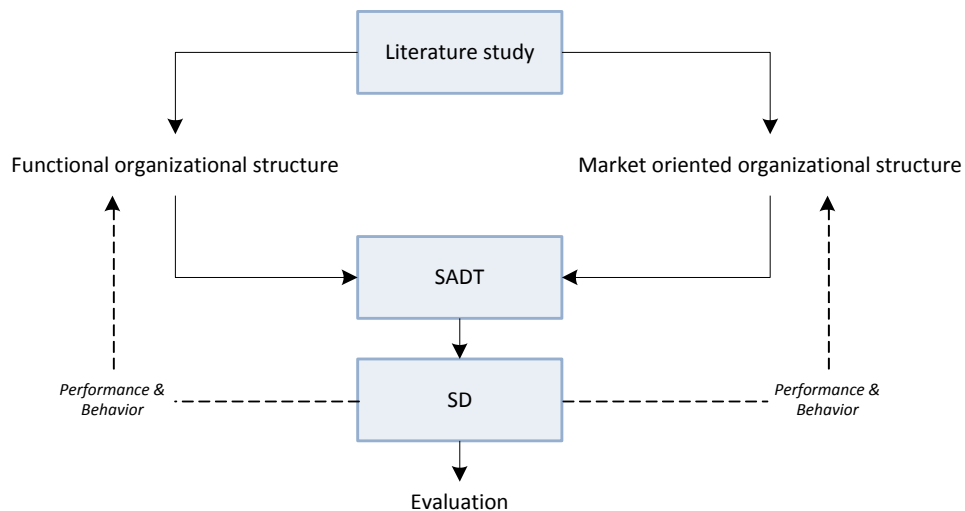 Literature study
Functional organizational structure
Market oriented organizational structure
SADT
Performance &
Behavior
SD
Performance &
Behavior
Evaluation